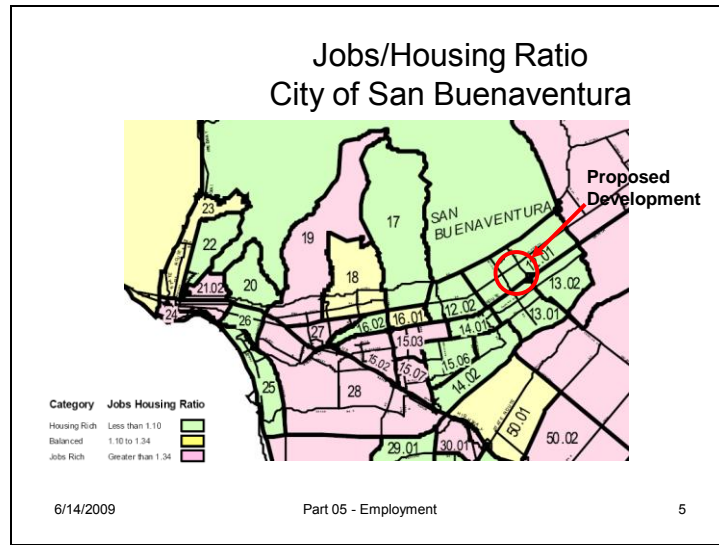 Jobs/Housing Ratio
City of San Buenaventura
Proposed
Development
SAN
BUENAVENTURA
23
22
21.02
24
20
26
25
19
17
18
27
16.02
16.01
12.02
13.02
13.01
14.01
15.03
15.02
15.07
15.06
14.02
28
29.01
30.01
50.01
50.02
Category Jobs Housing Ratio
Housing Rich Less than 1.10
Balanced 1.10 to 1.34
Jobs Rich Greater than 1.34
6/14/2009 Part 05 - Employment 5